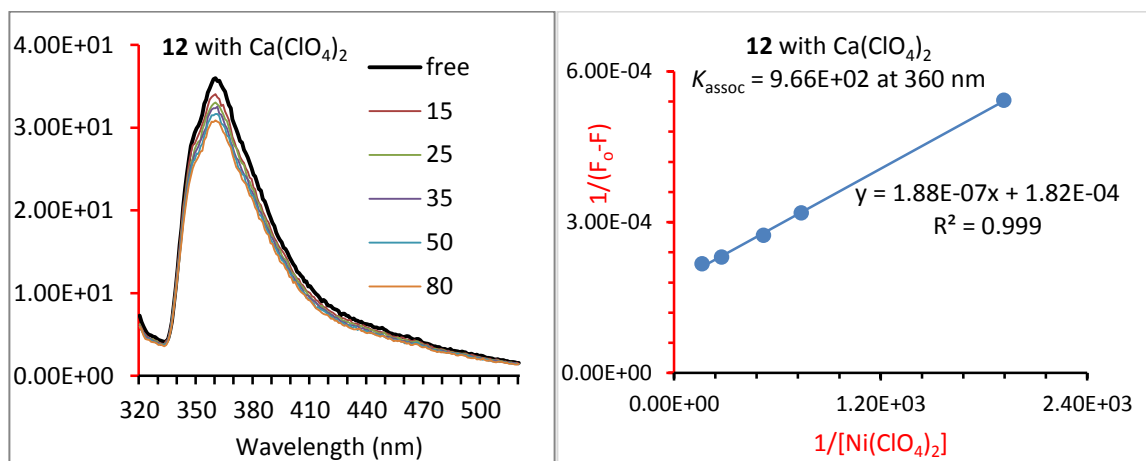 12 with Ca(ClO₄)₂
4.00E+01
3.00E+01
2.00E+01
1.00E+01
0.00E+00
free
15
25
35
50
80
320 350 380 410 440 470 500
Wavelength (nm)
12 with Ca(ClO₄)₂
Kassoc = 9.66E+02 at 360 nm
6.00E-04
3.00E-04
0.00E+00
1/(Fₒ-F)
y = 1.88E-07x + 1.82E-04
R² = 0.999
0.00E+00 1.20E+03 2.40E+03
1/[Ni(ClO₄)₂]